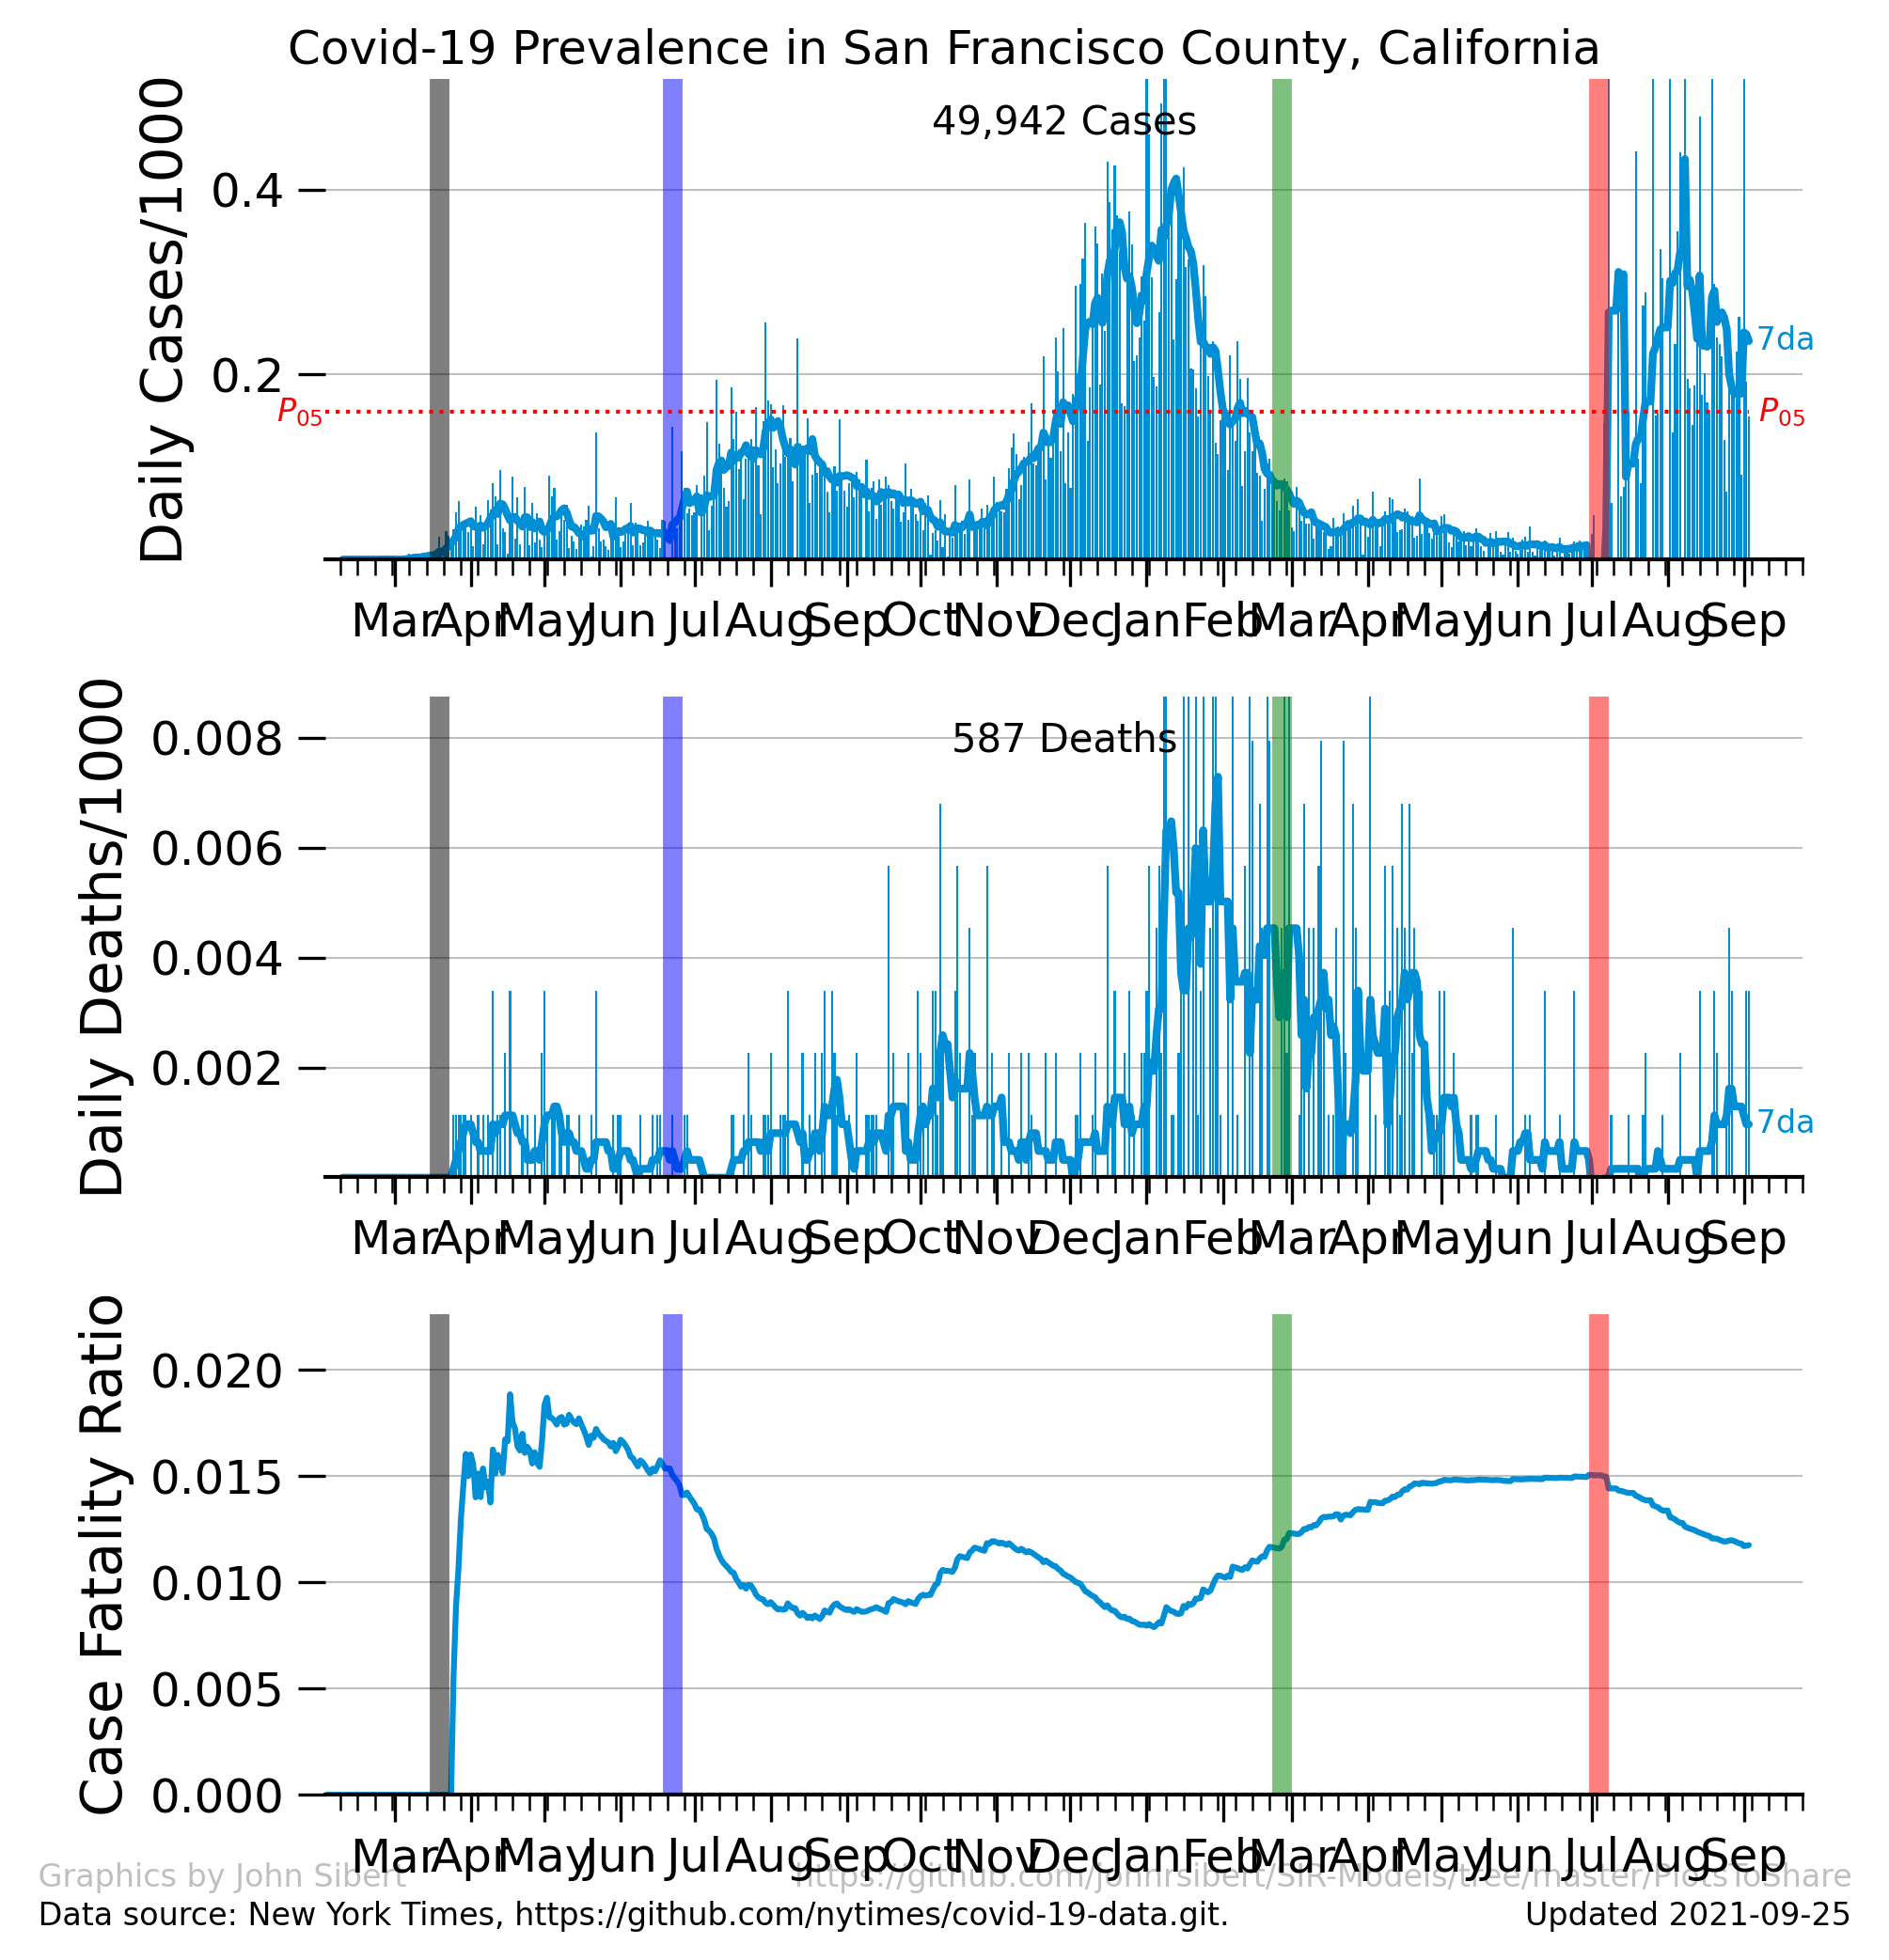 Covid-19 Prevalence in San Francisco County, California
Daily Cases/1000
49,942 Cases
0.4
0.2
P05
7da
P05
Mar Apr May Jun Jul Aug Sep Oct Nov Dec Jan Feb Mar Apr May Jun Jul Aug Sep
Daily Deaths/1000
587 Deaths
0.008
0.006
0.004
0.002
7da
Mar Apr May Jun Jul Aug Sep Oct Nov Dec Jan Feb Mar Apr May Jun Jul Aug Sep
Case Fatality Ratio
0.020
0.015
0.010
0.005
0.000
Mar Apr May Jun Jul Aug Sep Oct Nov Dec Jan Feb Mar Apr May Jun Jul Aug Sep
Graphics by John Sibert https://github.com/johnrsibert/SIR-Models/tree/master/PlotsToShare
Data source: New York Times, https://github.com/nytimes/covid-19-data.git. Updated 2021-09-25